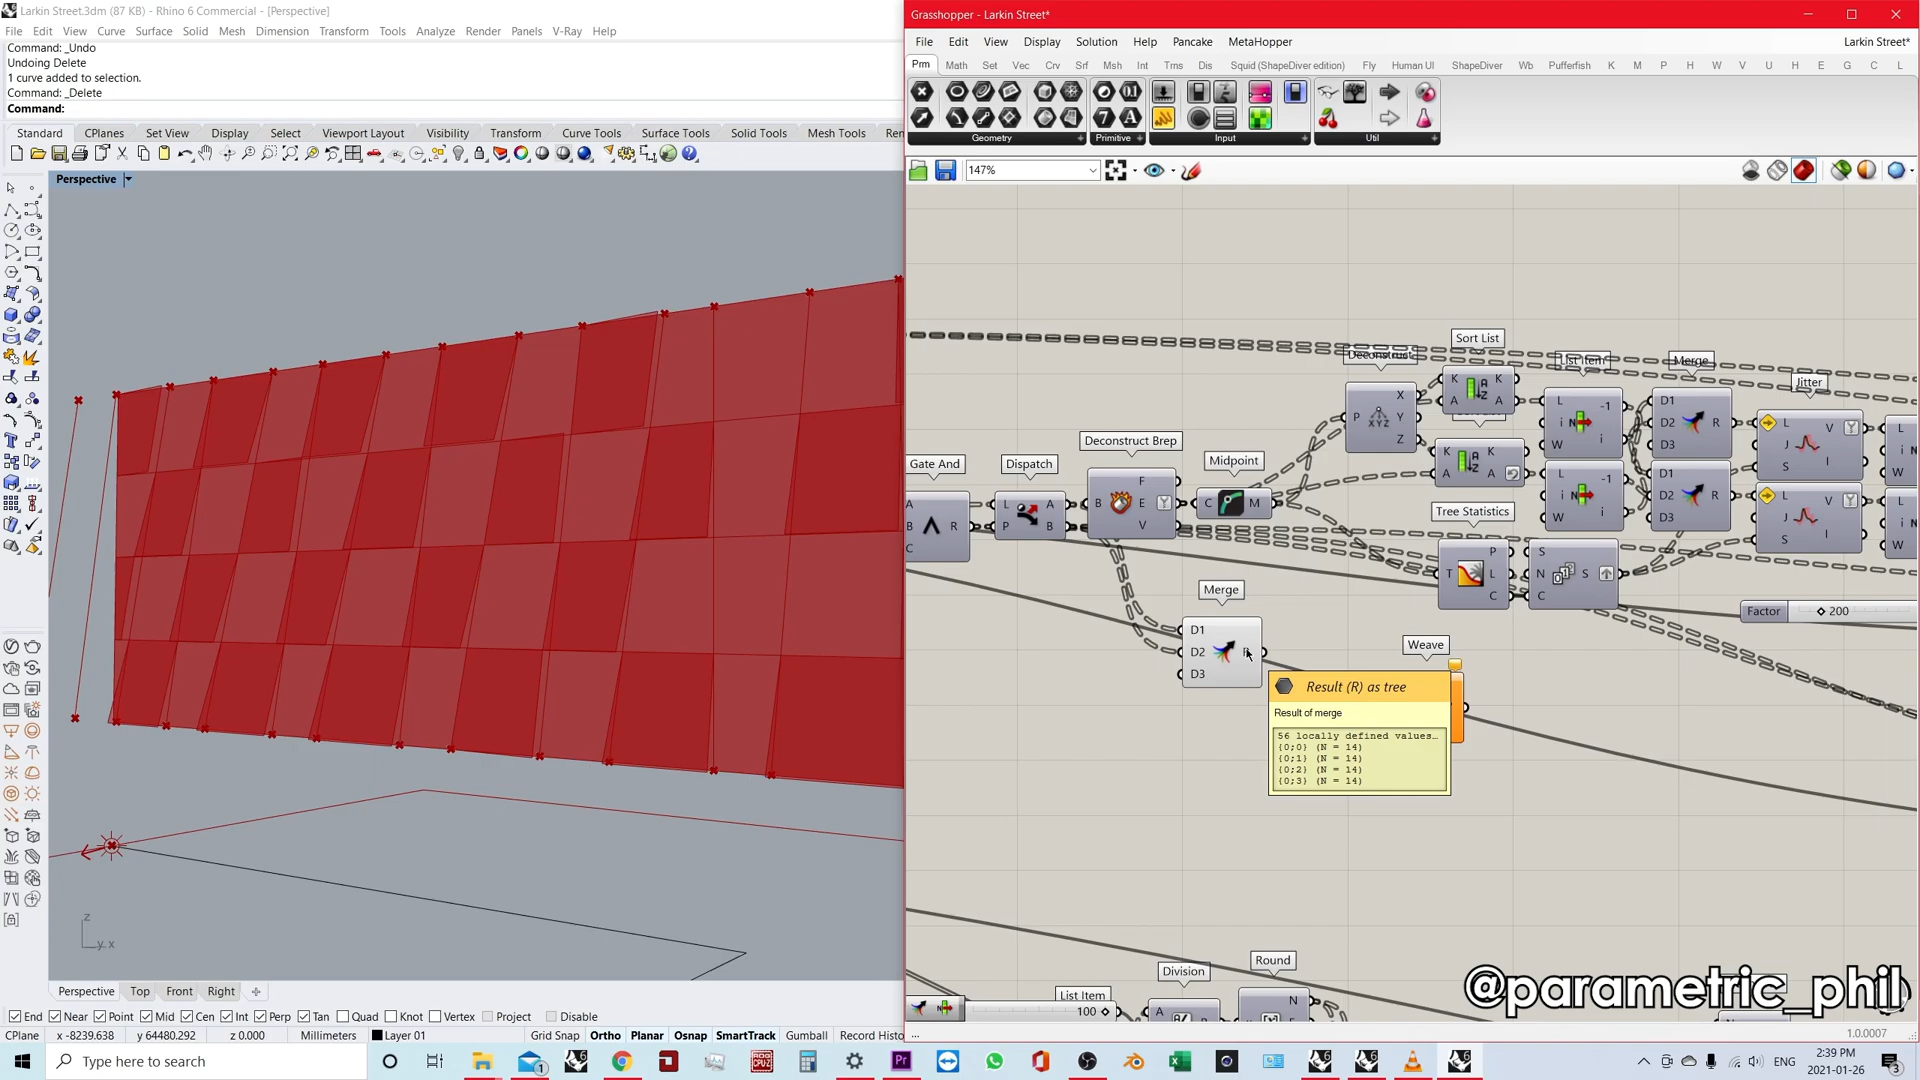 Larkin Street.3dm (87 KB) - Rhino 6 Commercial - [Perspective]
File Edit View Curve Surface Solid Mesh Dimension Transform Tools Analyze Render Panels V-Ray Help
Command: _Undo
Undoing Delete
1 curve added to selection.
Command: _Delete
Command:
Standard CPlanes Set View Display Select Viewport Layout Visibility Transform Curve Tools Surface Tools Solid Tools Mesh Tools
Perspective
z
y x
Perspective Top Front Right
End Near Point Mid Cen Int Perp Tan Quad Knot Vertex Project Disable
CPlane x -8239.638 y 64480.292 z 0.000 Millimeters Layer 01 Grid Snap Ortho Planar Osnap SmartTrack Gumball Record Histo
Grasshopper - Larkin Street*
File Edit View Display Solution Help Pancake MetaHopper Larkin Street*
Prm Math Set Vec Crv Srf Msh Int Trns Dis Squid (ShapeDiver edition) Fly Human UI ShapeDiver Wb Pufferfish K M P H W V U H E G C L
Geometry Primitive Input Util
147%
Sort List
Deconstruct
List Item
Merge
Jitter
X
Y
Z
P
K K
A A
L -1
i
W i
D1
D2 R
D3
L V
J
S I
Deconstruct Brep
Midpoint
Gate And
Dispatch
A
B R
C
L A
P B
F
B E
V
C M
Tree Statistics
P
T L
C
S
N S
C
Factor 200
Merge
D1
D2 R
D3
Weave
Result (R) as tree
Result of merge
56 locally defined values...
{0;0} (N = 14)
{0;1} (N = 14)
{0;2} (N = 14)
{0;3} (N = 14)
Division
Round
List Item
100
A
N
@parametric_phil
1.0.0007
Type here to search
ENG
2:39 PM
2021-01-26